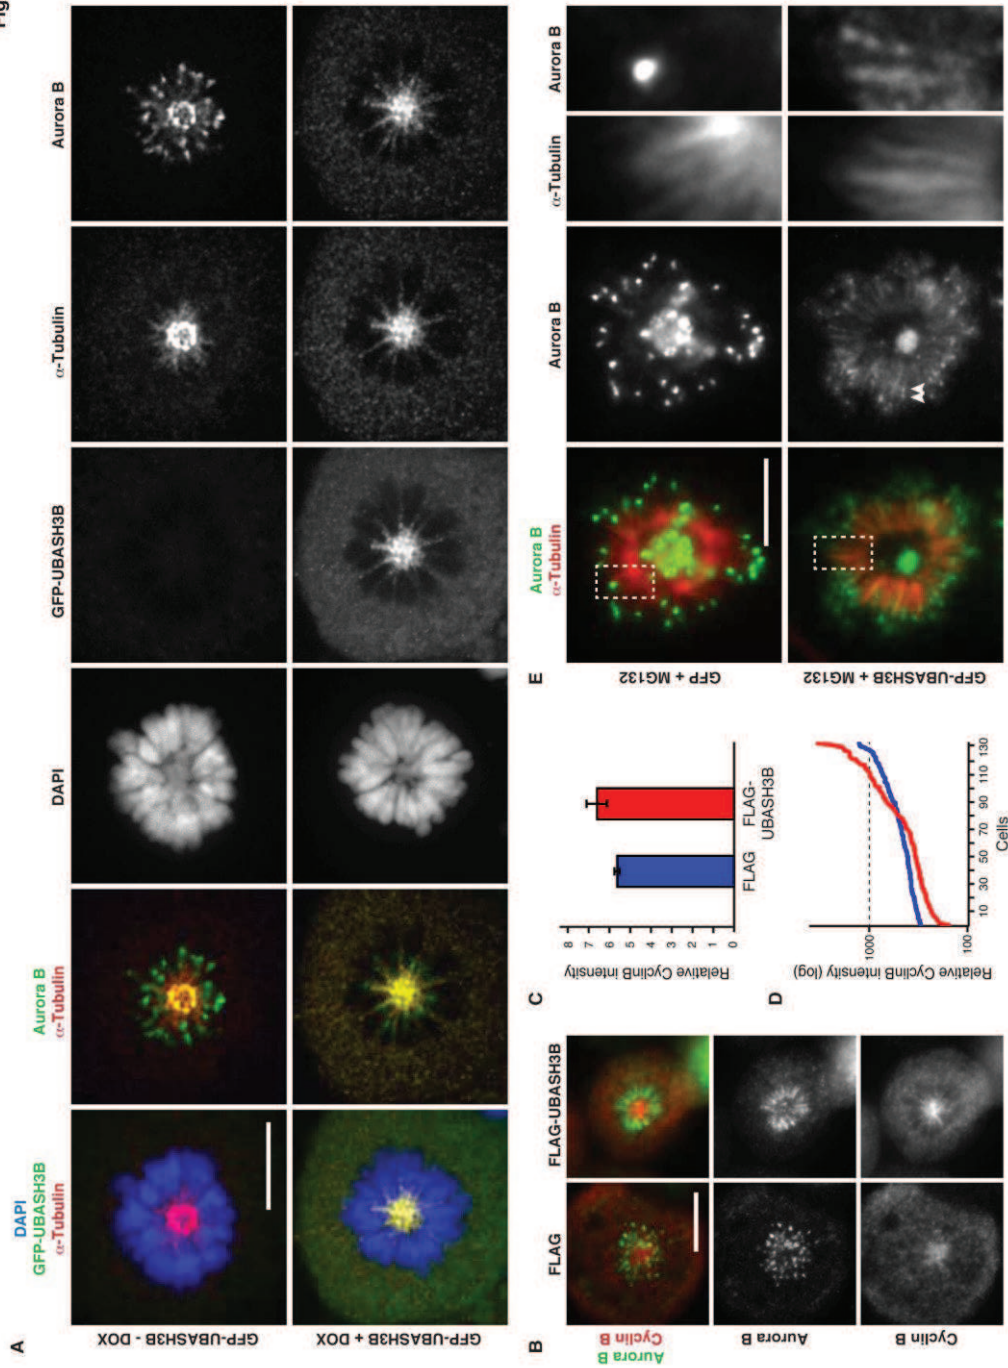 Fig
A
DAPI
GFP-UBASH3B
α-Tubulin
Aurora B
α-Tubulin
DAPI
GFP-UBASH3B
α-Tubulin
Aurora B
GFP-UBASH3B - DOX
GFP-UBASH3B + DOX
B
FLAG
FLAG-UBASH3B
Aurora B
Cyclin B
Aurora B
Cyclin B
C
Relative CyclinB intensity
8
7
6
5
4
3
2
1
0
FLAG
FLAG-
UBASH3B
D
Relative CyclinB intensity (log)
1000
100
10
30
50
70
90
110
130
Cells
E
Aurora B
α-Tubulin
Aurora B
α-Tubulin
Aurora B
GFP + MG132
GFP-UBASH3B + MG132